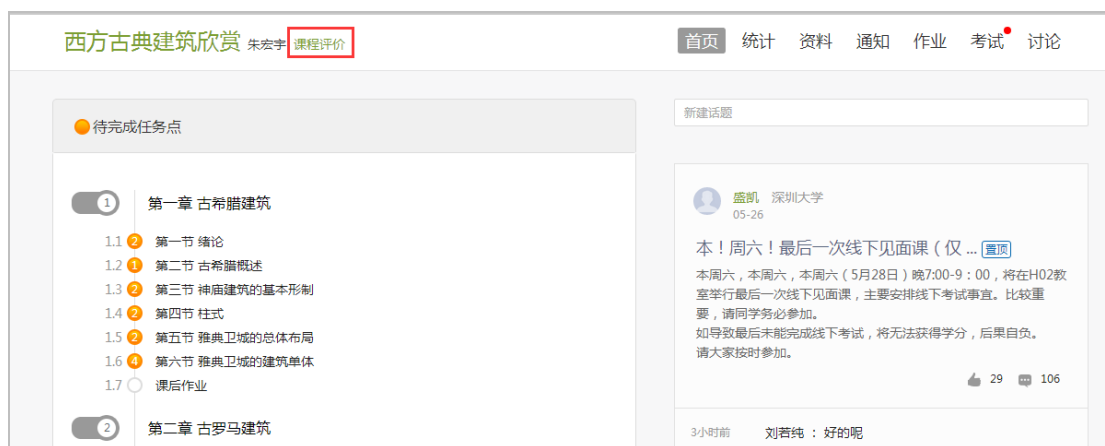 西方古典建筑欣赏 朱宏宇 课程评价
首页 统计 资料 通知 作业 考试 讨论
待完成任务点
1 第一章 古希腊建筑
1.1 2 第一节 绪论
1.2 1 第二节 古希腊概述
1.3 2 第三节 神庙建筑的基本形制
1.4 2 第四节 柱式
1.5 2 第五节 雅典卫城的总体布局
1.6 4 第六节 雅典卫城的建筑单体
1.7 课后作业
2 第二章 古罗马建筑
新建话题
盛凯 深圳大学
05-26
本！周六！最后一次线下见面课（仅 ... 置顶
本周六，本周六，本周六（5月28日）晚7:00-9：00，将在H02教
室举行最后一次线下见面课，主要安排线下考试事宜。比较重
要，请同学务必参加。
如导致最后未能完成线下考试，将无法获得学分，后果自负。
请大家按时参加。
29 106
3小时前 刘若纯 ： 好的呢